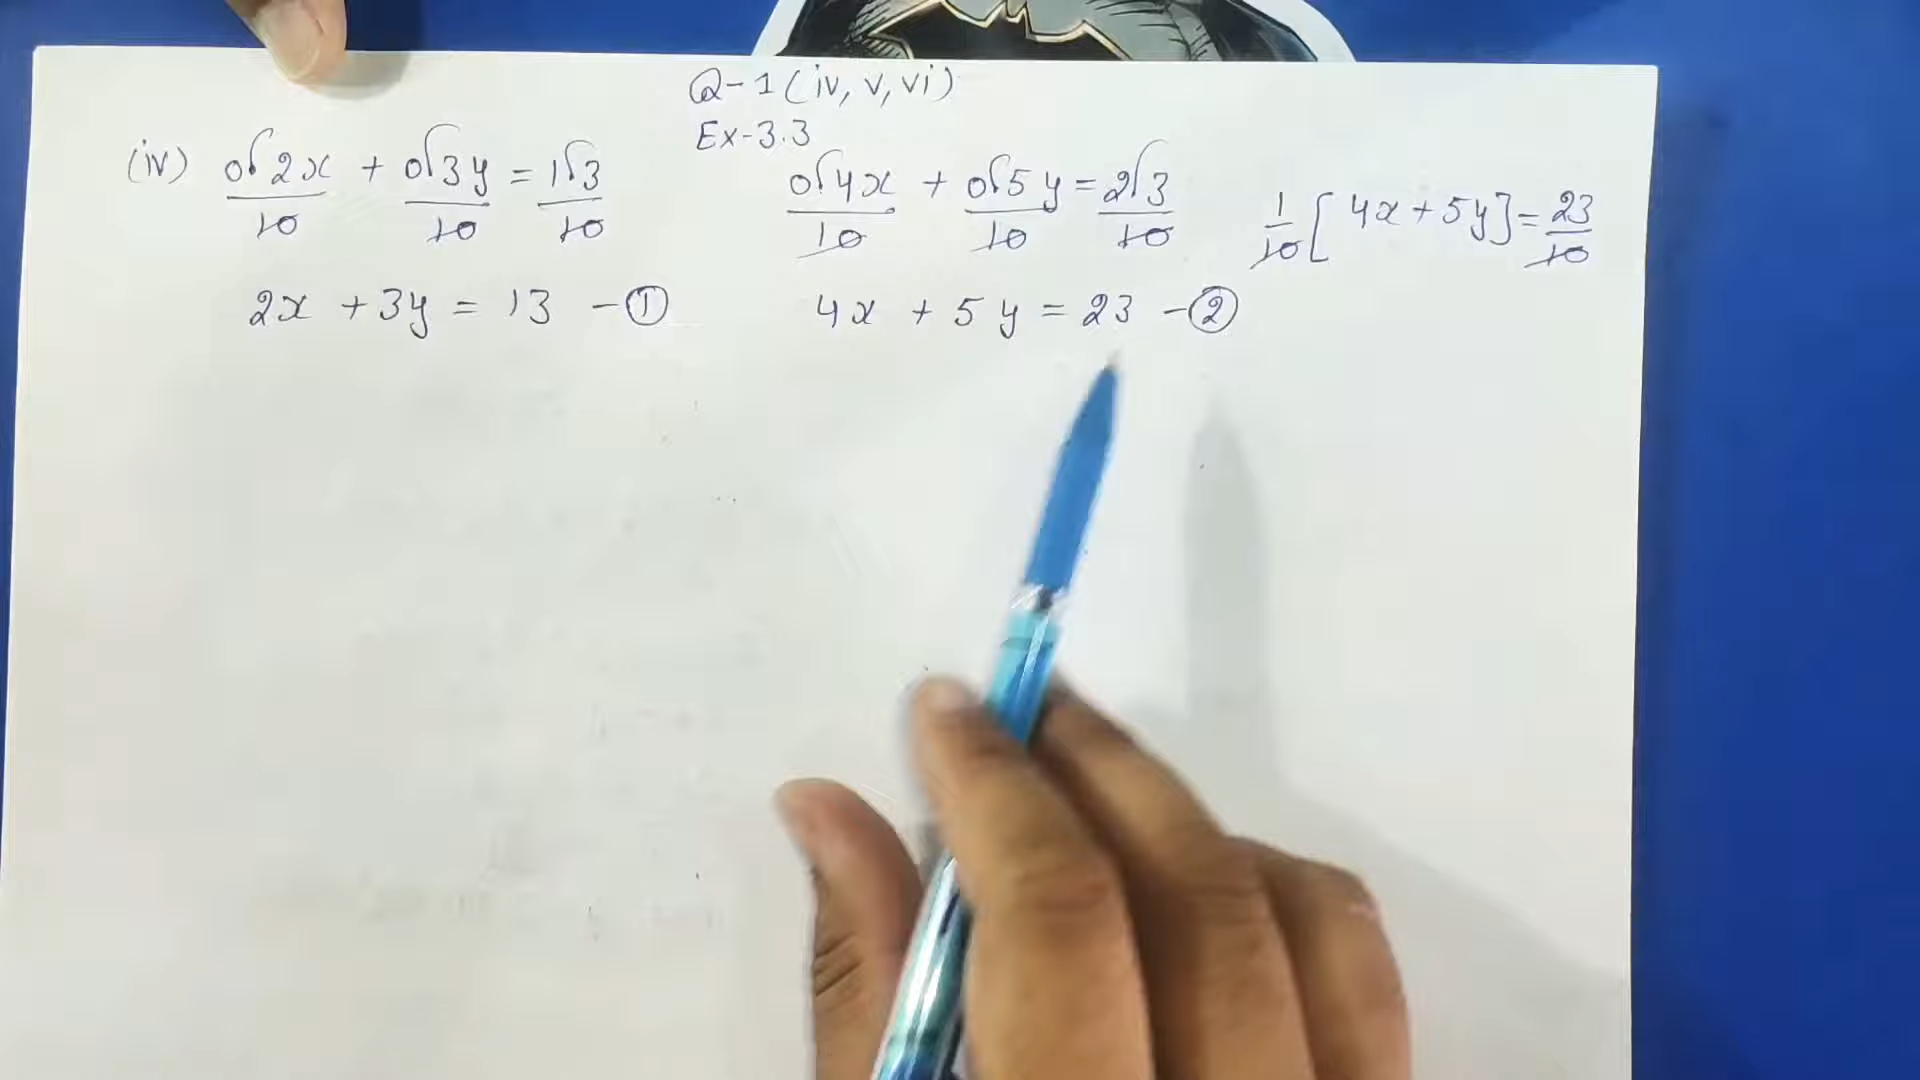 Q-1 (iv, v, vi)
Ex-3.3
(iv) 0.2x/10 + 0.3y/10 = 1.3/10
0.4x/10 + 0.5y/10 = 2.3/10
1/10 [4x + 5y] = 23/10
2x + 3y = 13 - ①
4x + 5y = 23 - ②